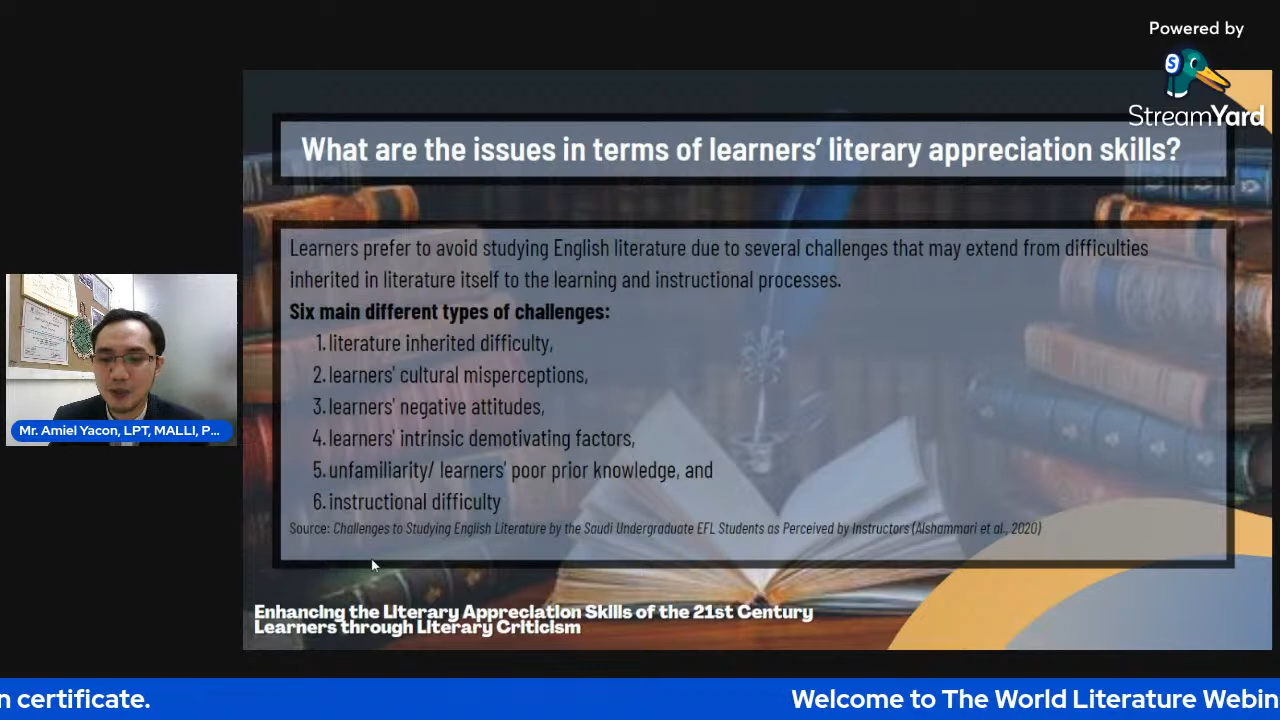 Powered by
StreamYard
What are the issues in terms of learners' literary appreciation skills?
Learners prefer to avoid studying English literature due to several challenges that may extend from difficulties
inherited in literature itself to the learning and instructional processes.
Six main different types of challenges:
1. literature inherited difficulty,
2. learners' cultural misperceptions,
3. learners' negative attitudes,
4. learners' intrinsic demotivating factors,
5. unfamiliarity/ learners' poor prior knowledge, and
6. instructional difficulty
Source: Challenges to Studying English Literature by the Saudi Undergraduate EFL Students as Perceived by Instructors (Alshammari et al., 2020)
Mr. Amiel Yacon, LPT, MALLI, P...
Enhancing the Literary Appreciation Skills of the 21st Century
Learners through Literary Criticism
n certificate.
Welcome to The World Literature Webin